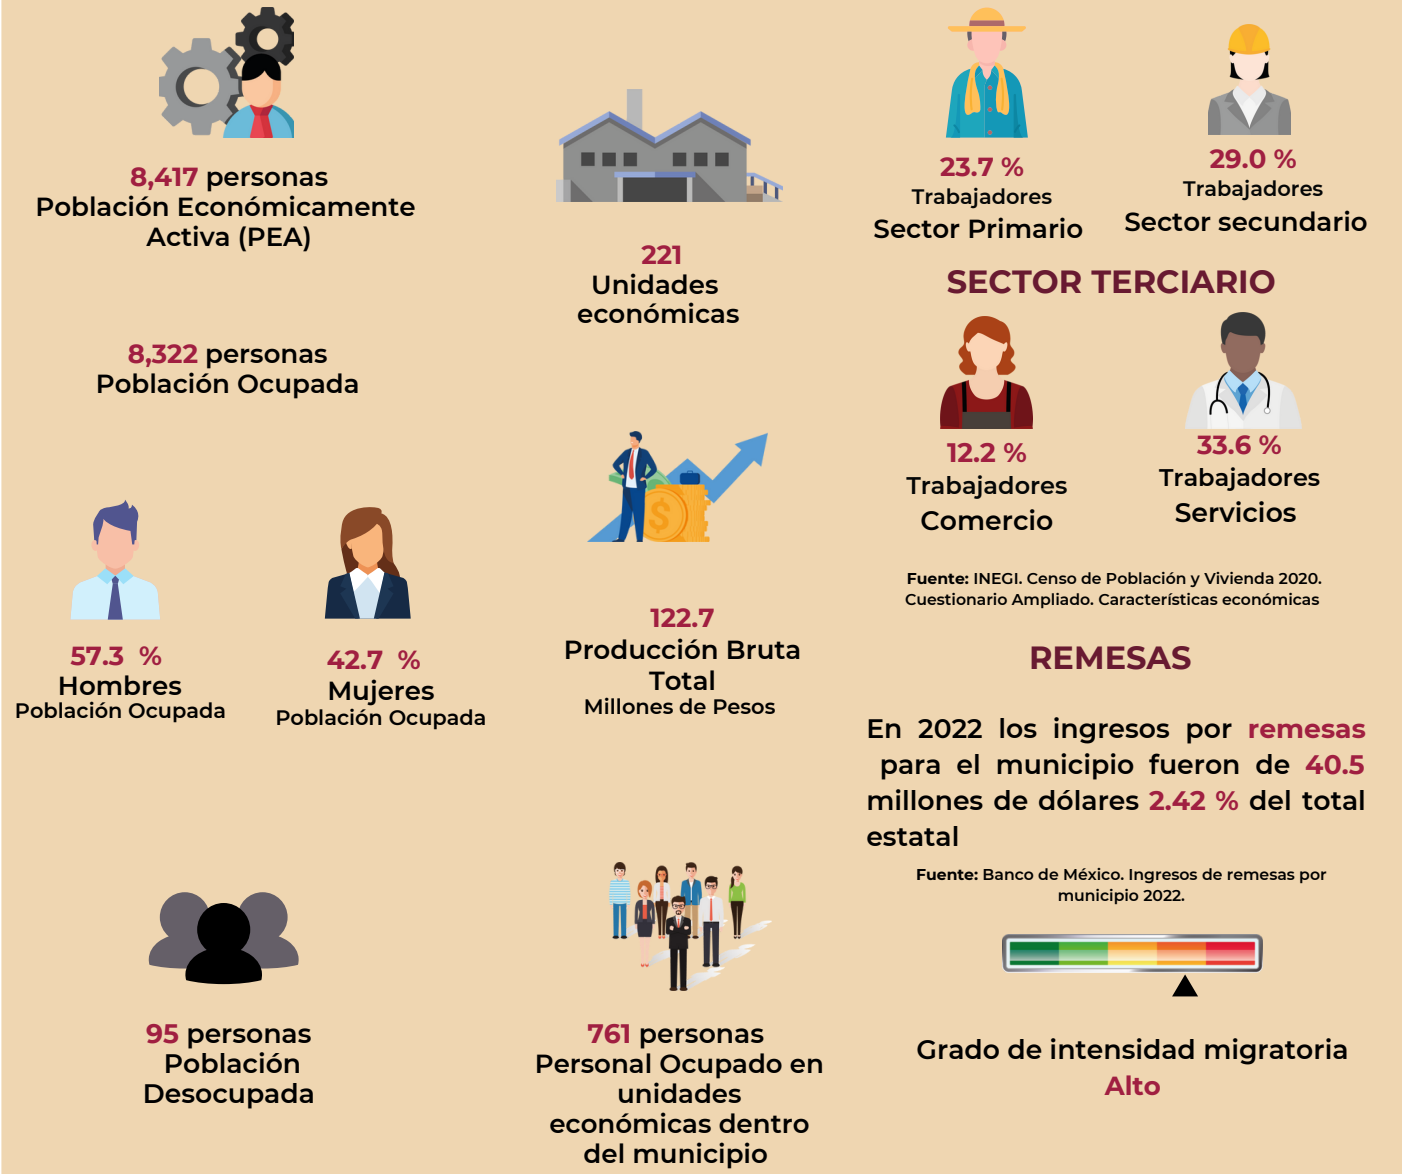 8,417 personas
Población Económicamente
Activa (PEA)
8,322 personas
Población Ocupada
57.3 %
Hombres
Población Ocupada
42.7 %
Mujeres
Población Ocupada
95 personas
Población
Desocupada
221
Unidades
económicas
$
122.7
Producción Bruta
Total
Millones de Pesos
761 personas
Personal Ocupado en
unidades
económicas dentro
del municipio
23.7 %
Trabajadores
Sector Primario
29.0 %
Trabajadores
Sector secundario
SECTOR TERCIARIO
12.2 %
Trabajadores
Comercio
33.6 %
Trabajadores
Servicios
Fuente: INEGI. Censo de Población y Vivienda 2020.
Cuestionario Ampliado. Características económicas
REMESAS
En 2022 los ingresos por remesas
para el municipio fueron de 40.5
millones de dólares 2.42 % del total
estatal
Fuente: Banco de México. Ingresos de remesas por
municipio 2022.
Grado de intensidad migratoria
Alto